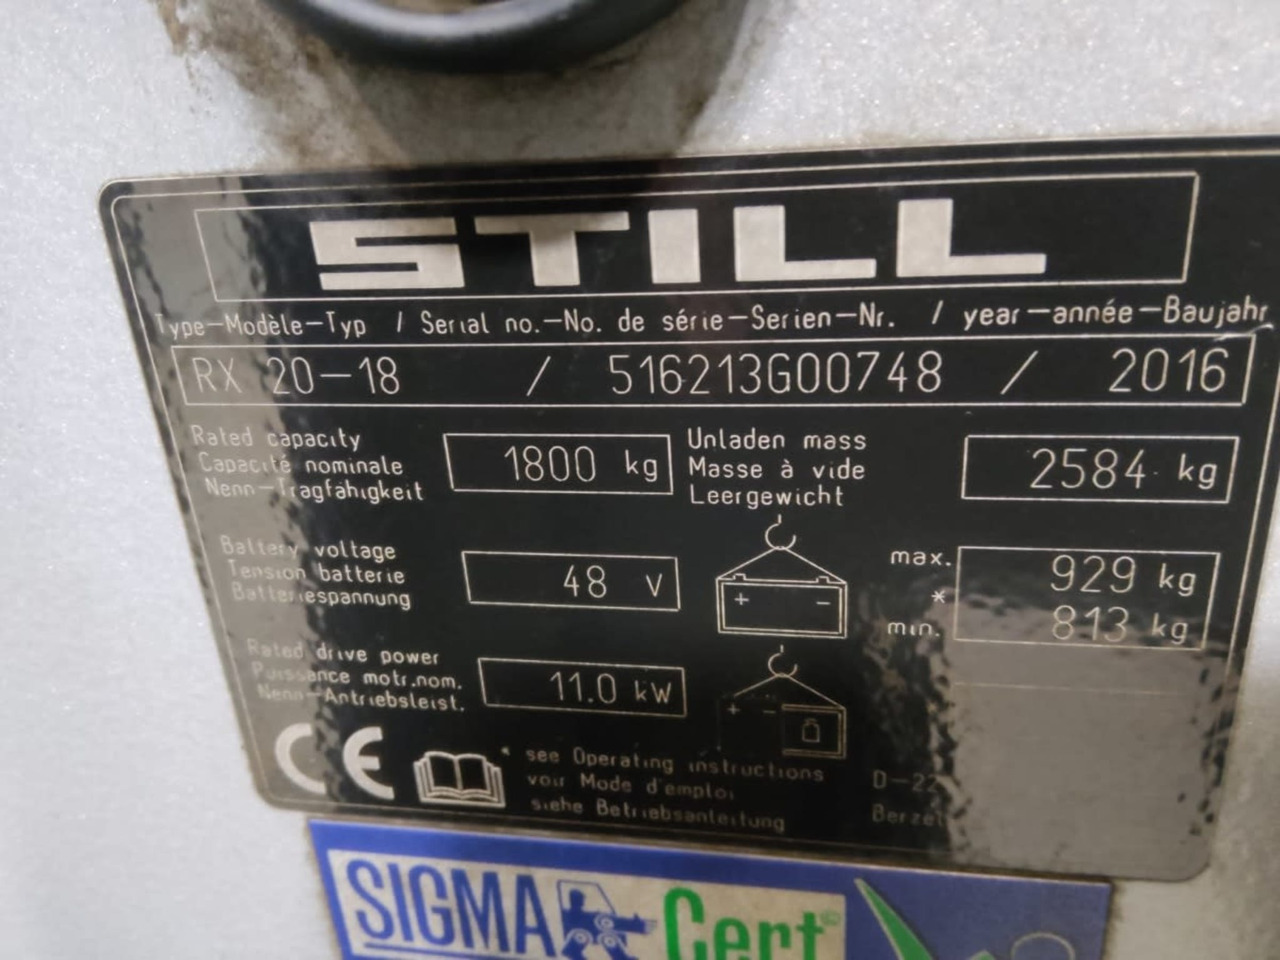 STILL
Type-Modèle-Typ / Serial no.-No. de série-Serien-Nr. / year-année-Baujahr
RX 20-18 / 516213G00748 / 2016
Rated capacity
Capacité nominale
Nenn-Tragfähigkeit
1800 kg
Unladen mass
Masse à vide
Leergewicht
2584 kg
Battery voltage
Tension batterie
Batteriespannung
48 V
+ -
max. 929 kg
*
min. 813 kg
Rated drive power
Puissance motr.nom.
Nenn-Antriebsleist.
11.0 kW
+ -
CE
* see Operating instructions
voir Mode d'emploi
siehe Betriebsanleitung
D-22
SIGMA Cert